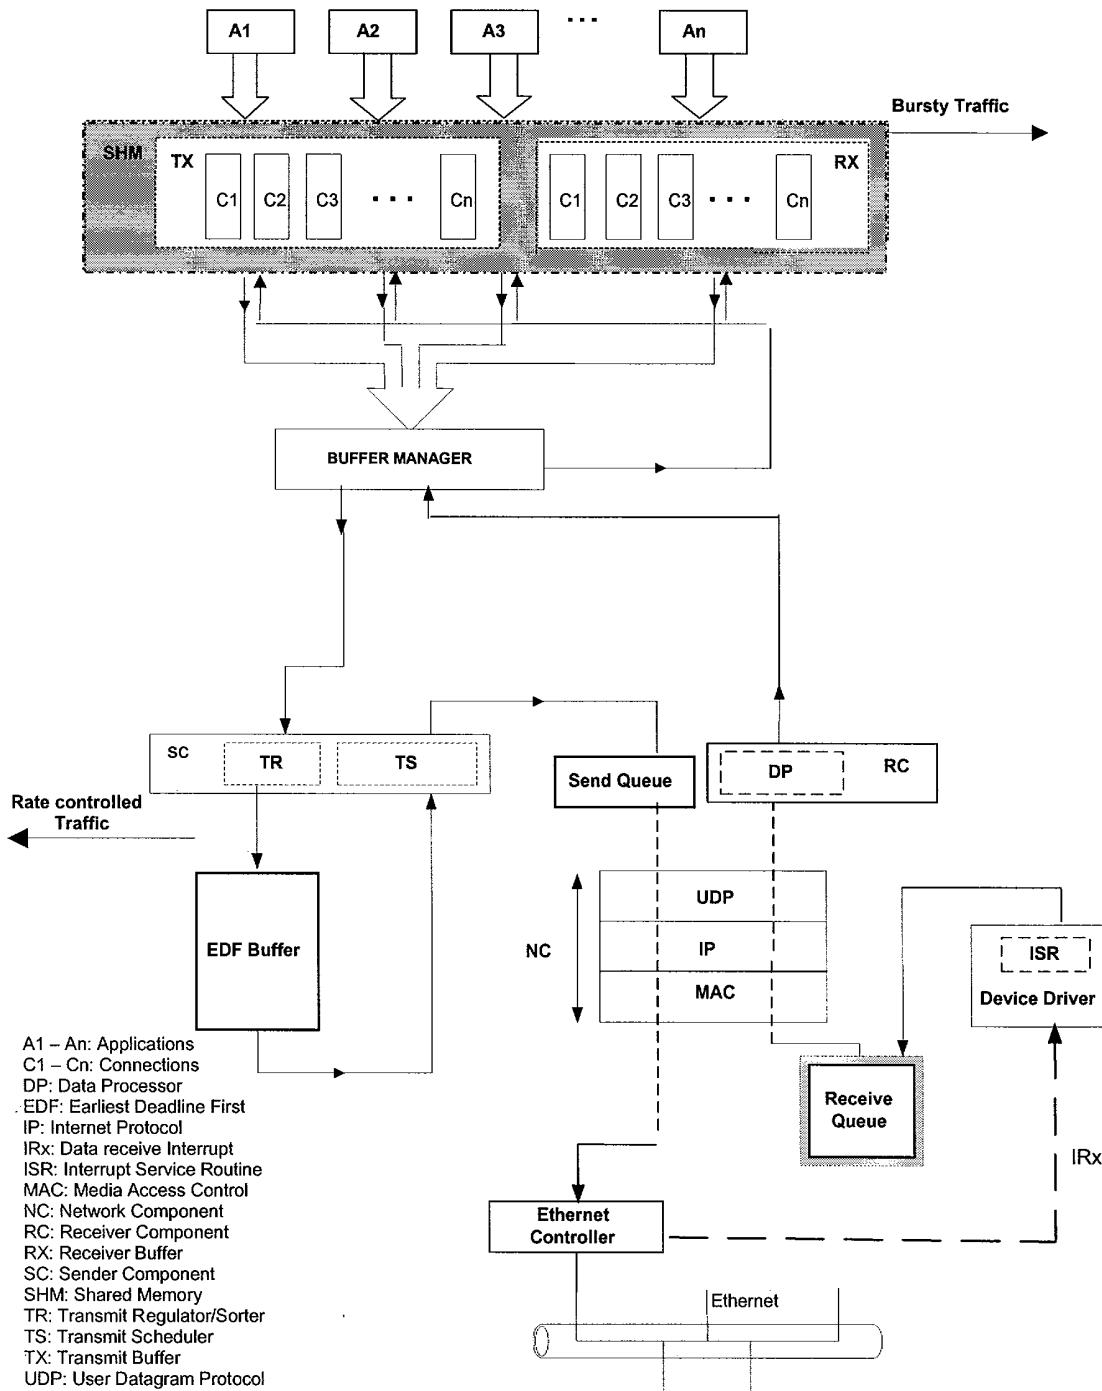 A1
A2
A3
...
An
Bursty Traffic
SHM
TX
RX
C1
C2
C3
...
Cn
C1
C2
C3
...
Cn
BUFFER MANAGER
SC
TR
TS
Send Queue
DP
RC
Rate controlled
Traffic
UDP
EDF Buffer
NC
IP
ISR
MAC
Device Driver
A1 – An: Applications
C1 – Cn: Connections
DP: Data Processor
EDF: Earliest Deadline First
IP: Internet Protocol
IRx: Data receive Interrupt
ISR: Interrupt Service Routine
MAC: Media Access Control
NC: Network Component
RC: Receiver Component
RX: Receiver Buffer
SC: Sender Component
SHM: Shared Memory
TR: Transmit Regulator/Sorter
TS: Transmit Scheduler
TX: Transmit Buffer
UDP: User Datagram Protocol
Receive
Queue
IRx
Ethernet
Controller
Ethernet